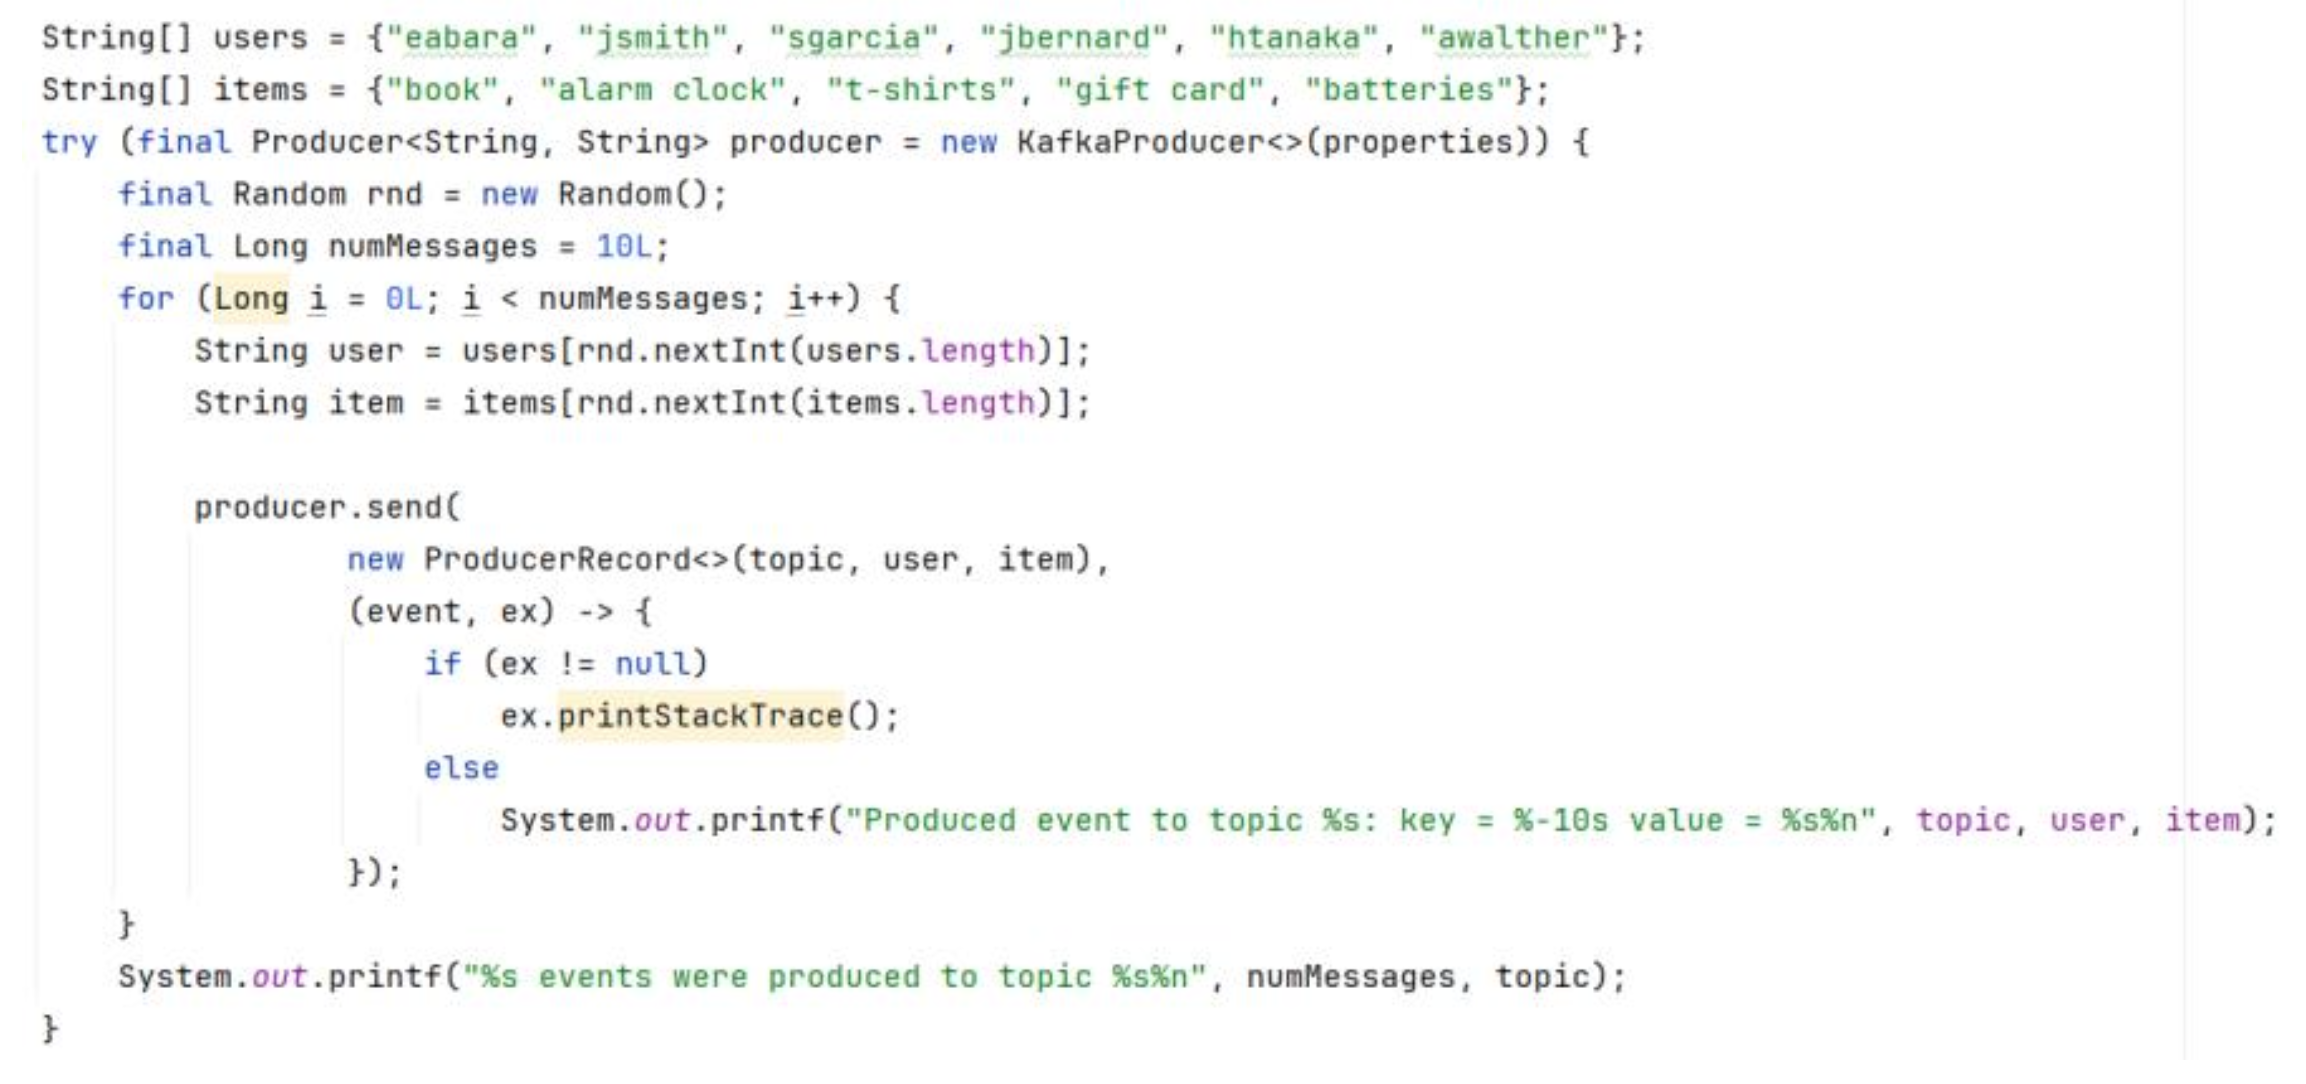 String[] users = {"eabara", "jsmith", "sgarcia", "jbernard", "htanaka", "awalther"};
String[] items = {"book", "alarm clock", "t-shirts", "gift card", "batteries"};
try (final Producer<String, String> producer = new KafkaProducer<>(properties)) {
    final Random rnd = new Random();
    final Long numMessages = 10L;
    for (Long i = 0L; i < numMessages; i++) {
        String user = users[rnd.nextInt(users.length)];
        String item = items[rnd.nextInt(items.length)];
        producer.send(
                new ProducerRecord<>(topic, user, item),
                (event, ex) -> {
                    if (ex != null)
                        ex.printStackTrace();
                    else
                        System.out.printf("Produced event to topic %s: key = %-10s value = %s%n", topic, user, item);
                });
    }
    System.out.printf("%s events were produced to topic %s%n", numMessages, topic);
}